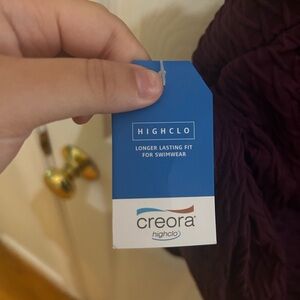 HIGHCLO
LONGER LASTING FIT
FOR SWIMWEAR
creora®
highclo